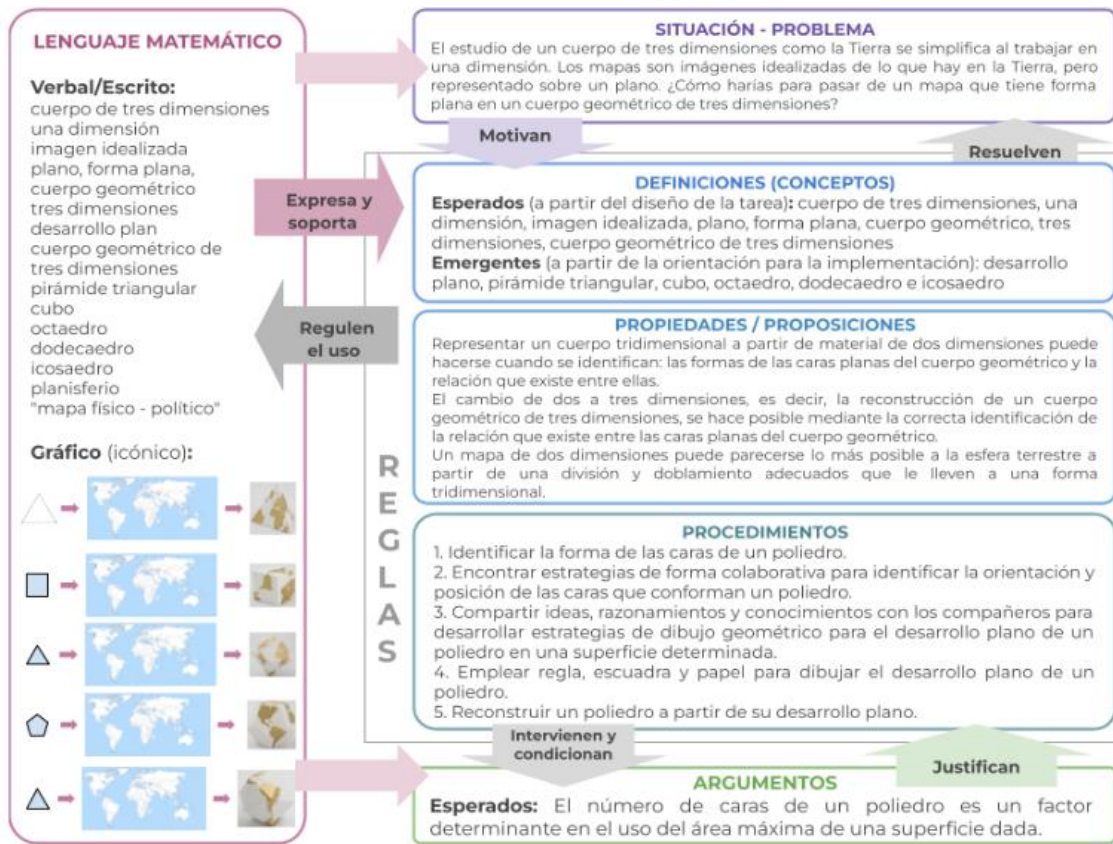 LENGUAJE MATEMÁTICO
Verbal/Escrito:
cuerpo de tres dimensiones
una dimensión
imagen idealizada
plano, forma plana,
cuerpo geométrico
tres dimensiones
desarrollo plan
cuerpo geométrico de
tres dimensiones
pirámide triangular
cubo
octaedro
dodecaedro
icosaedro
planisferio
"mapa físico - político"
Gráfico (icónico):
SITUACIÓN - PROBLEMA
El estudio de un cuerpo de tres dimensiones como la Tierra se simplifica al trabajar en
una dimensión. Los mapas son imágenes idealizadas de lo que hay en la Tierra, pero
representado sobre un plano. ¿Cómo harías para pasar de un mapa que tiene forma
plana en un cuerpo geométrico de tres dimensiones?
Motivan
Resuelven
Expresa y
soporta
Regulen
el uso
REGLAS
DEFINICIONES (CONCEPTOS)
Esperados (a partir del diseño de la tarea): cuerpo de tres dimensiones, una
dimensión, imagen idealizada, plano, forma plana, cuerpo geométrico, tres
dimensiones, cuerpo geométrico de tres dimensiones
Emergentes (a partir de la orientación para la implementación): desarrollo
plano, pirámide triangular, cubo, octaedro, dodecaedro e icosaedro
PROPIEDADES / PROPOSICIONES
Representar un cuerpo tridimensional a partir de material de dos dimensiones puede
hacerse cuando se identifican: las formas de las caras planas del cuerpo geométrico y la
relación que existe entre ellas.
El cambio de dos a tres dimensiones, es decir, la reconstrucción de un cuerpo
geométrico de tres dimensiones, se hace posible mediante la correcta identificación de
la relación que existe entre las caras planas del cuerpo geométrico.
Un mapa de dos dimensiones puede parecerse lo más posible a la esfera terrestre a
partir de una división y doblamiento adecuados que le lleven a una forma
tridimensional.
PROCEDIMIENTOS
1. Identificar la forma de las caras de un poliedro.
2. Encontrar estrategias de forma colaborativa para identificar la orientación y
posición de las caras que conforman un poliedro.
3. Compartir ideas, razonamientos y conocimientos con los compañeros para
desarrollar estrategias de dibujo geométrico para el desarrollo plano de un
poliedro en una superficie determinada.
4. Emplear regla, escuadra y papel para dibujar el desarrollo plano de un
poliedro.
5. Reconstruir un poliedro a partir de su desarrollo plano.
Intervienen y
condicionan
Justifican
ARGUMENTOS
Esperados: El número de caras de un poliedro es un factor
determinante en el uso del área máxima de una superficie dada.